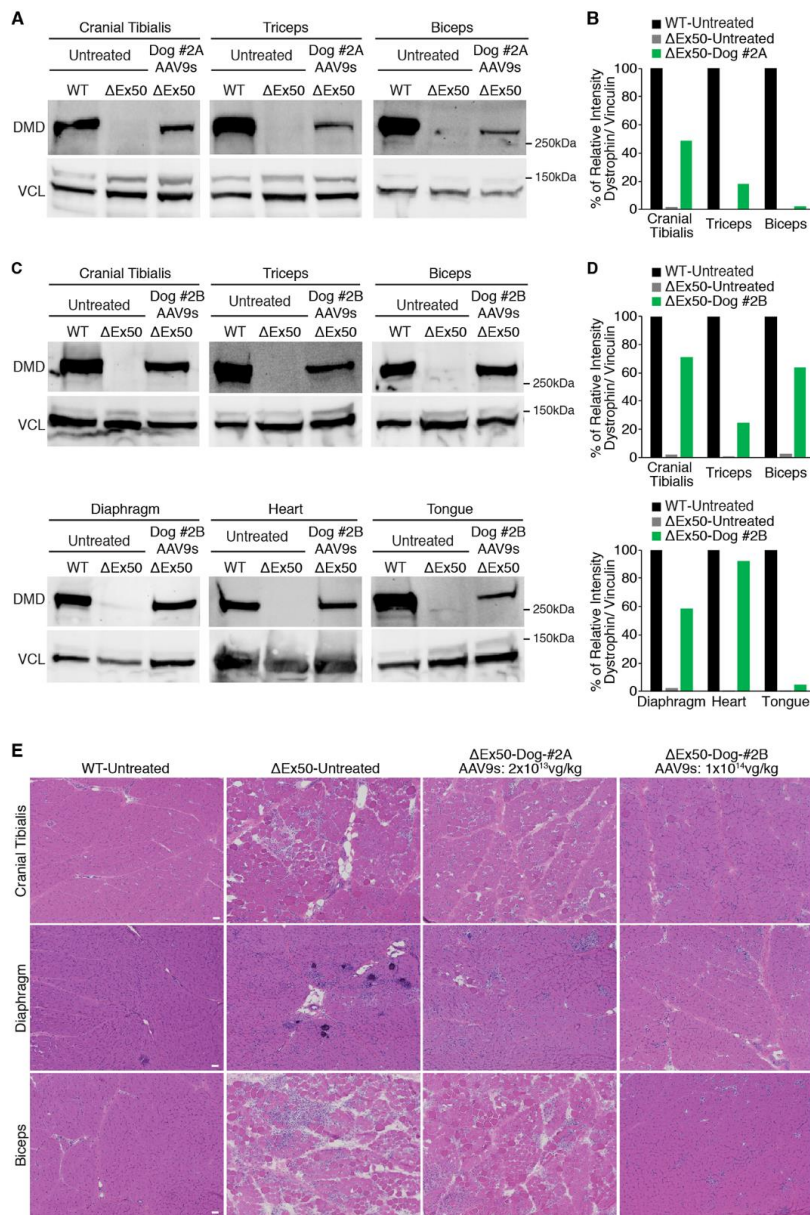 A
Cranial Tibialis
Triceps
Biceps
Untreated
Dog #2A
AAV9s
Untreated
Dog #2A
AAV9s
Untreated
Dog #2A
AAV9s
WT
ΔEx50
ΔEx50
WT
ΔEx50
ΔEx50
WT
ΔEx50
ΔEx50
DMD
250kDa
150kDa
VCL
B
WT-Untreated
ΔEx50-Untreated
ΔEx50-Dog #2A
% of Relative Intensity
Dystrophin/ Vinculin
100
80
60
40
20
0
Cranial
Tibialis
Triceps
Biceps
C
Cranial Tibialis
Triceps
Biceps
Untreated
Dog #2B
AAV9s
Untreated
Dog #2B
AAV9s
Untreated
Dog #2B
AAV9s
WT
ΔEx50
ΔEx50
WT
ΔEx50
ΔEx50
WT
ΔEx50
ΔEx50
DMD
250kDa
150kDa
VCL
Diaphragm
Heart
Tongue
Untreated
Dog #2B
AAV9s
Untreated
Dog #2B
AAV9s
Untreated
Dog #2B
AAV9s
WT
ΔEx50
ΔEx50
WT
ΔEx50
ΔEx50
WT
ΔEx50
ΔEx50
DMD
250kDa
150kDa
VCL
D
WT-Untreated
ΔEx50-Untreated
ΔEx50-Dog #2B
% of Relative Intensity
Dystrophin/ Vinculin
100
80
60
40
20
0
Cranial
Tibialis
Triceps
Biceps
WT-Untreated
ΔEx50-Untreated
ΔEx50-Dog #2B
% of Relative Intensity
Dystrophin/ Vinculin
100
80
60
40
20
0
Diaphragm
Heart
Tongue
E
WT-Untreated
ΔEx50-Untreated
ΔEx50-Dog-#2A
AAV9s: 2x10¹³vg/kg
ΔEx50-Dog-#2B
AAV9s: 1x10¹⁴vg/kg
Cranial Tibialis
Diaphragm
Biceps